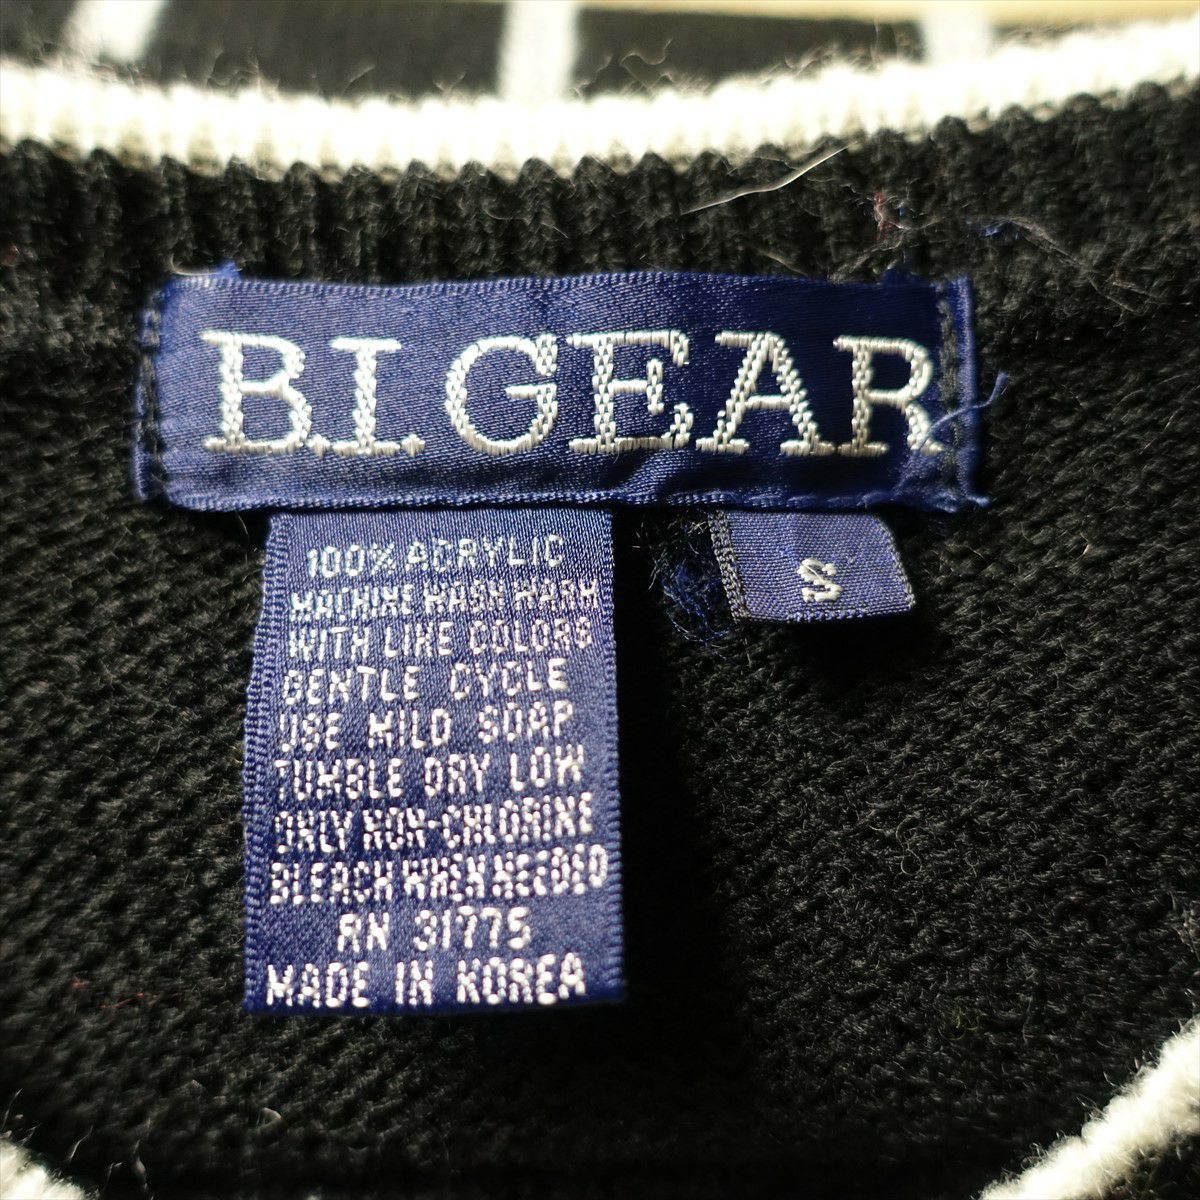 B.I.GEAR
S
100% ACRYLIC
MACHINE WASH WARM
WITH LIKE COLORS
GENTLE CYCLE
USE MILD SOAP
TUMBLE DRY LOW
ONLY NON-CHLORINE
BLEACH WHEN NEEDED
RN 31775
MADE IN KOREA